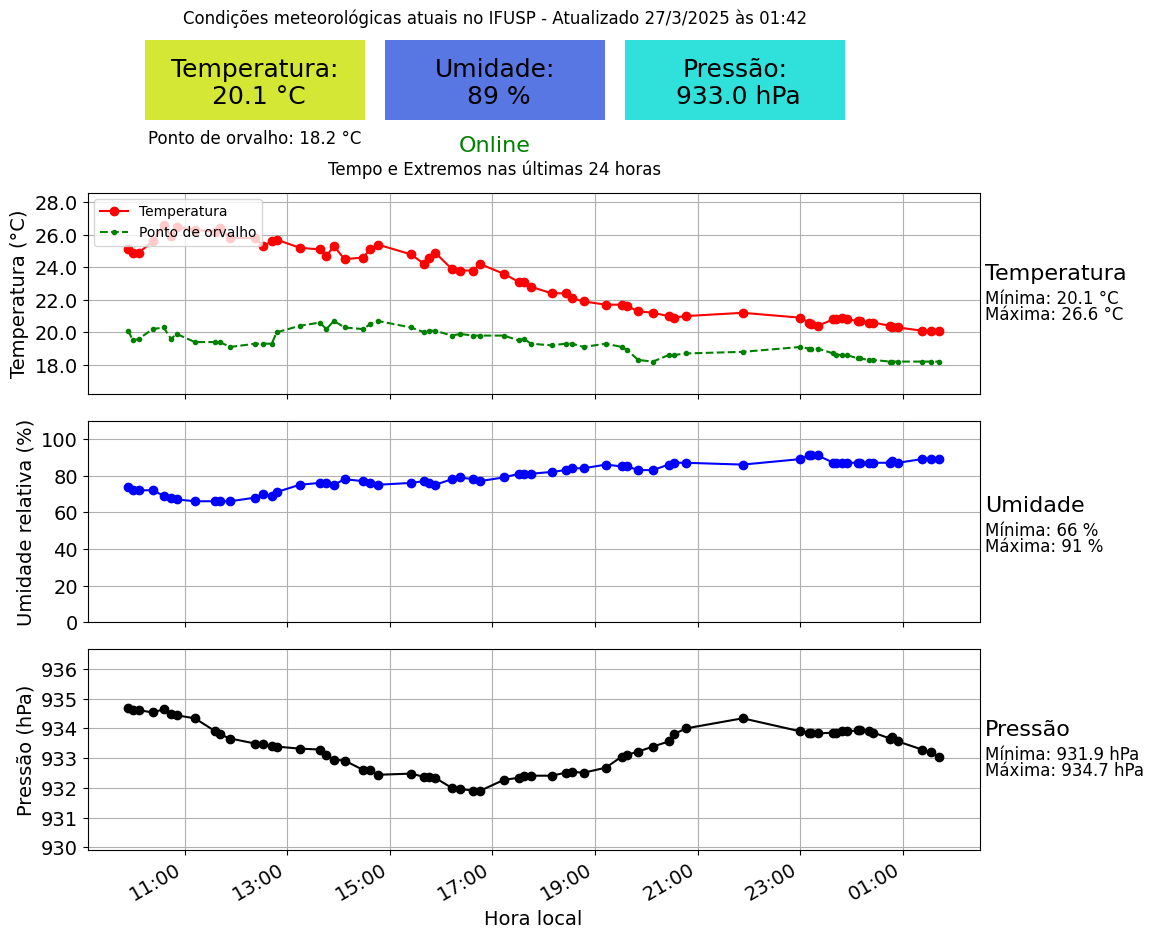 Condições meteorológicas atuais no IFUSP - Atualizado 27/3/2025 às 01:42
Temperatura:
20.1 °C
Umidade:
89 %
Pressão:
933.0 hPa
Ponto de orvalho: 18.2 °C
Online
Tempo e Extremos nas últimas 24 horas
Temperatura (°C)
28.0
26.0
24.0
22.0
20.0
18.0
Temperatura
Ponto de orvalho
Temperatura
Mínima: 20.1 °C
Máxima: 26.6 °C
Umidade relativa (%)
100
80
60
40
20
0
Umidade
Mínima: 66 %
Máxima: 91 %
Pressão (hPa)
936
935
934
933
932
931
930
Pressão
Mínima: 931.9 hPa
Máxima: 934.7 hPa
11:00
13:00
15:00
17:00
19:00
21:00
23:00
01:00
Hora local